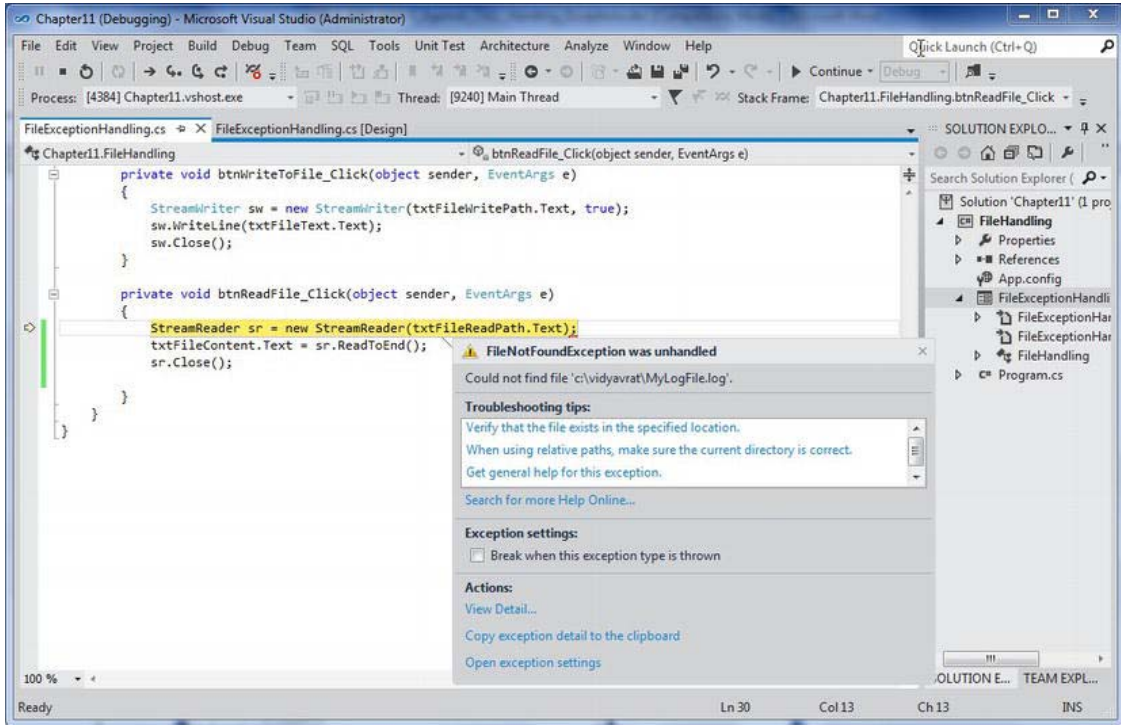 Chapter11 (Debugging) - Microsoft Visual Studio (Administrator)
File Edit View Project Build Debug Team SQL Tools Unit Test Architecture Analyze Window Help
Quick Launch (Ctrl+Q)
Continue Debug
Process: [4384] Chapter11.vshost.exe Thread: [9240] Main Thread Stack Frame: Chapter11.FileHandling.btnReadFile_Click
FileExceptionHandling.cs FileExceptionHandling.cs [Design]
Chapter11.FileHandling btnReadFile_Click(object sender, EventArgs e)
private void btnWriteToFile_Click(object sender, EventArgs e)
{
StreamWriter sw = new StreamWriter(txtFileWritePath.Text, true);
sw.WriteLine(txtFileText.Text);
sw.Close();
}
private void btnReadFile_Click(object sender, EventArgs e)
{
StreamReader sr = new StreamReader(txtFileReadPath.Text);
txtFileContent.Text = sr.ReadToEnd();
sr.Close();
}
}
}
FileNotFoundException was unhandled
Could not find file 'c:\vidyavrat\MyLogFile.log'.
Troubleshooting tips:
Verify that the file exists in the specified location.
When using relative paths, make sure the current directory is correct.
Get general help for this exception.
Search for more Help Online...
Exception settings:
Break when this exception type is thrown
Actions:
View Detail...
Copy exception detail to the clipboard
Open exception settings
SOLUTION EXPLO...
Search Solution Explorer (
Solution 'Chapter11' (1 pro
C# FileHandling
Properties
References
App.config
FileExceptionHandli
FileExceptionHar
FileExceptionHar
FileHandling
C# Program.cs
OLUTION E... TEAM EXPL...
100 %
Ready Ln 30 Col 13 Ch 13 INS